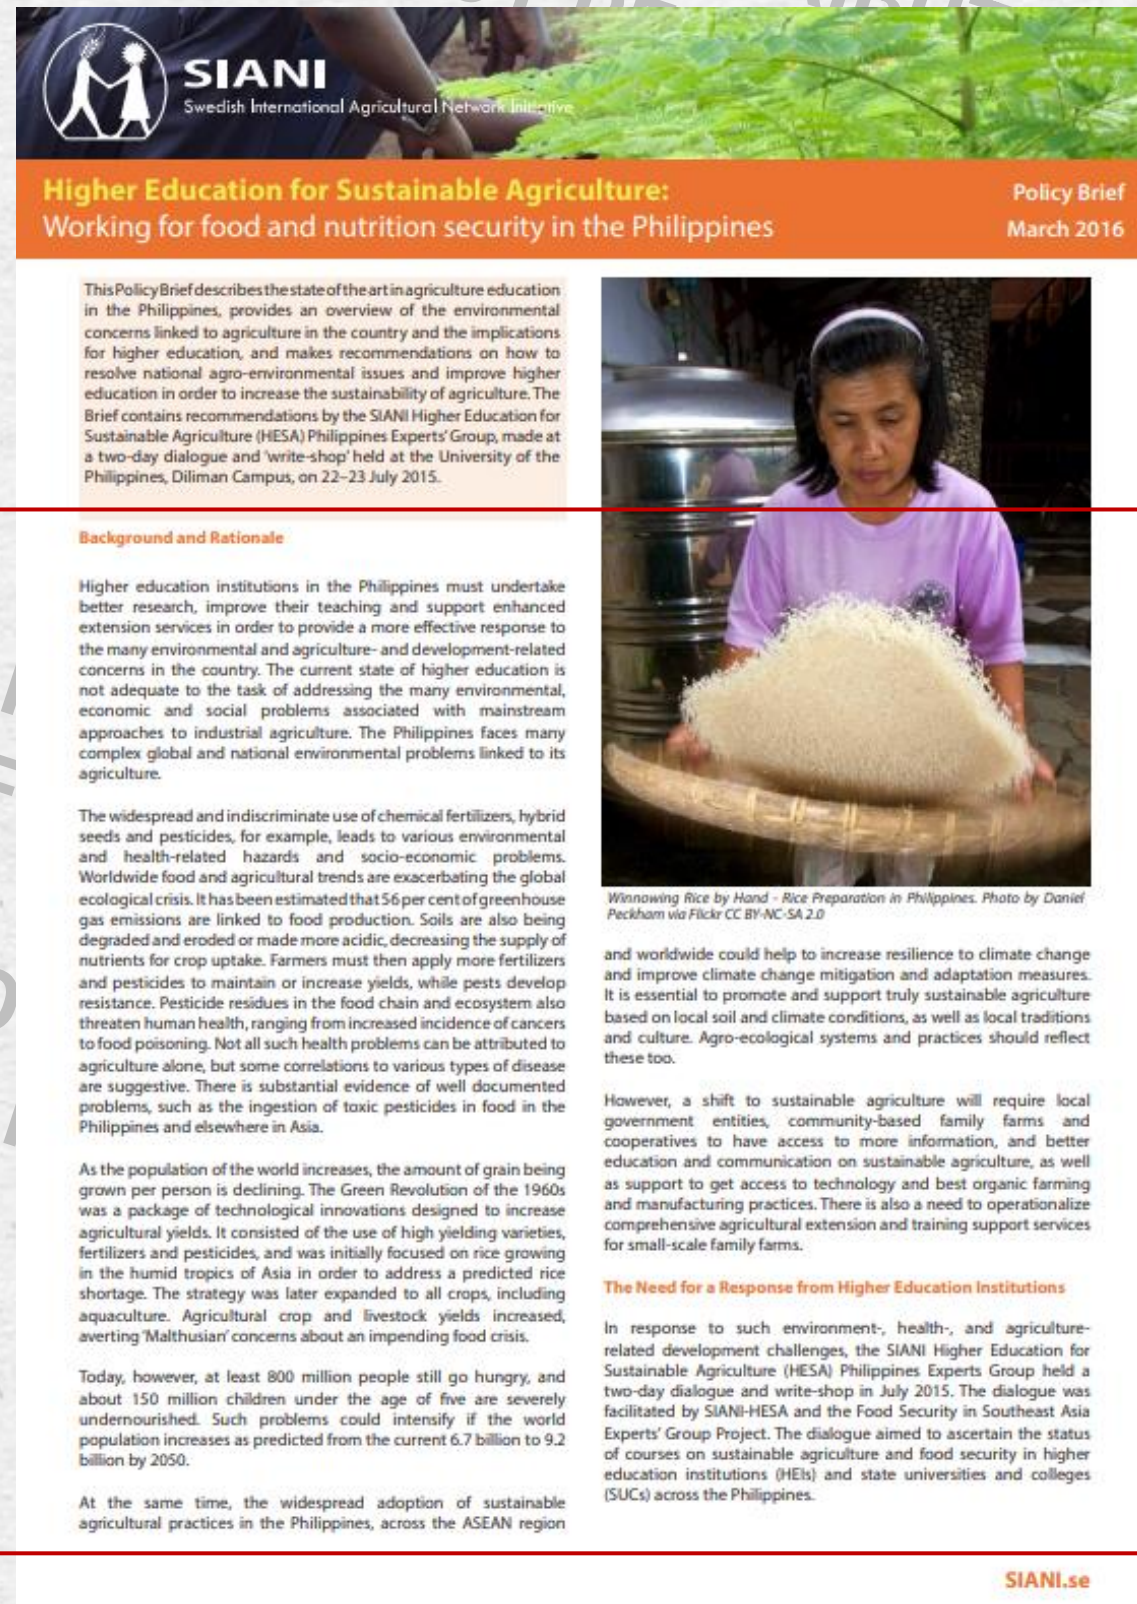 SIANI
Swedish International Agricultural Network Initiative
Higher Education for Sustainable Agriculture:
Working for food and nutrition security in the Philippines
Policy Brief
March 2016
This Policy Brief describes the state of the art in agriculture education
in the Philippines, provides an overview of the environmental
concerns linked to agriculture in the country and the implications
for higher education, and makes recommendations on how to
resolve national agro-environmental issues and improve higher
education in order to increase the sustainability of agriculture. The
Brief contains recommendations by the SIANI Higher Education for
Sustainable Agriculture (HESA) Philippines Experts' Group, made at
a two-day dialogue and 'write-shop' held at the University of the
Philippines, Diliman Campus, on 22–23 July 2015.
Background and Rationale
Higher education institutions in the Philippines must undertake
better research, improve their teaching and support enhanced
extension services in order to provide a more effective response to
the many environmental and agriculture- and development-related
concerns in the country. The current state of higher education is
not adequate to the task of addressing the many environmental,
economic and social problems associated with mainstream
approaches to industrial agriculture. The Philippines faces many
complex global and national environmental problems linked to its
agriculture.
The widespread and indiscriminate use of chemical fertilizers, hybrid
seeds and pesticides, for example, leads to various environmental
and health-related hazards and socio-economic problems.
Worldwide food and agricultural trends are exacerbating the global
ecological crisis. It has been estimated that 56 per cent of greenhouse
gas emissions are linked to food production. Soils are also being
degraded and eroded or made more acidic, decreasing the supply of
nutrients for crop uptake. Farmers must then apply more fertilizers
and pesticides to maintain or increase yields, while pests develop
resistance. Pesticide residues in the food chain and ecosystem also
threaten human health, ranging from increased incidence of cancers
to food poisoning. Not all such health problems can be attributed to
agriculture alone, but some correlations to various types of disease
are suggestive. There is substantial evidence of well documented
problems, such as the ingestion of toxic pesticides in food in the
Philippines and elsewhere in Asia.
As the population of the world increases, the amount of grain being
grown per person is declining. The Green Revolution of the 1960s
was a package of technological innovations designed to increase
agricultural yields. It consisted of the use of high yielding varieties,
fertilizers and pesticides, and was initially focused on rice growing
in the humid tropics of Asia in order to address a predicted rice
shortage. The strategy was later expanded to all crops, including
aquaculture. Agricultural crop and livestock yields increased,
averting 'Malthusian' concerns about an impending food crisis.
Today, however, at least 800 million people still go hungry, and
about 150 million children under the age of five are severely
undernourished. Such problems could intensify if the world
population increases as predicted from the current 6.7 billion to 9.2
billion by 2050.
At the same time, the widespread adoption of sustainable
agricultural practices in the Philippines, across the ASEAN region
Winnowing Rice by Hand - Rice Preparation in Philippines. Photo by Daniel
Peckham via Flickr CC BY-NC-SA 2.0
and worldwide could help to increase resilience to climate change
and improve climate change mitigation and adaptation measures.
It is essential to promote and support truly sustainable agriculture
based on local soil and climate conditions, as well as local traditions
and culture. Agro-ecological systems and practices should reflect
these too.
However, a shift to sustainable agriculture will require local
government entities, community-based family farms and
cooperatives to have access to more information, and better
education and communication on sustainable agriculture, as well
as support to get access to technology and best organic farming
and manufacturing practices. There is also a need to operationalize
comprehensive agricultural extension and training support services
for small-scale family farms.
The Need for a Response from Higher Education Institutions
In response to such environment-, health-, and agriculture-
related development challenges, the SIANI Higher Education for
Sustainable Agriculture (HESA) Philippines Experts Group held a
two-day dialogue and write-shop in July 2015. The dialogue was
facilitated by SIANI-HESA and the Food Security in Southeast Asia
Experts' Group Project. The dialogue aimed to ascertain the status
of courses on sustainable agriculture and food security in higher
education institutions (HEIs) and state universities and colleges
(SUCs) across the Philippines.
SIANI.se